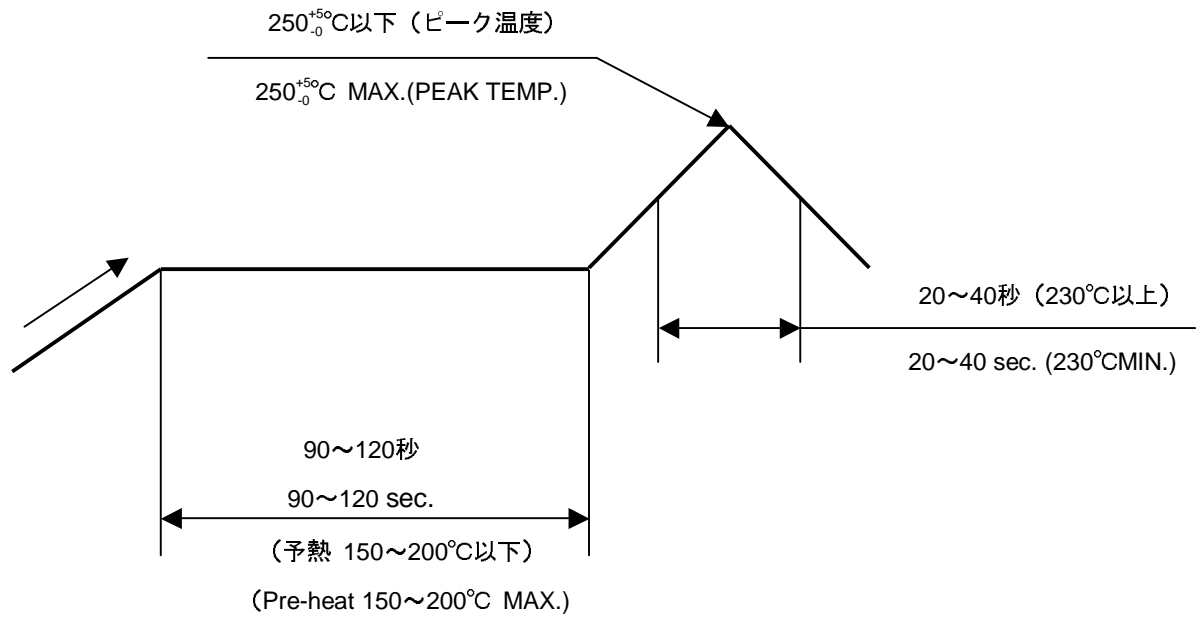 250+5/-0℃以下（ピーク温度）
250+5/-0℃ MAX.(PEAK TEMP.)
20～40秒（230℃以上）
20～40 sec. (230℃MIN.)
90～120秒
90～120 sec.
（予熱 150～200℃以下）
（Pre-heat 150～200℃ MAX.)